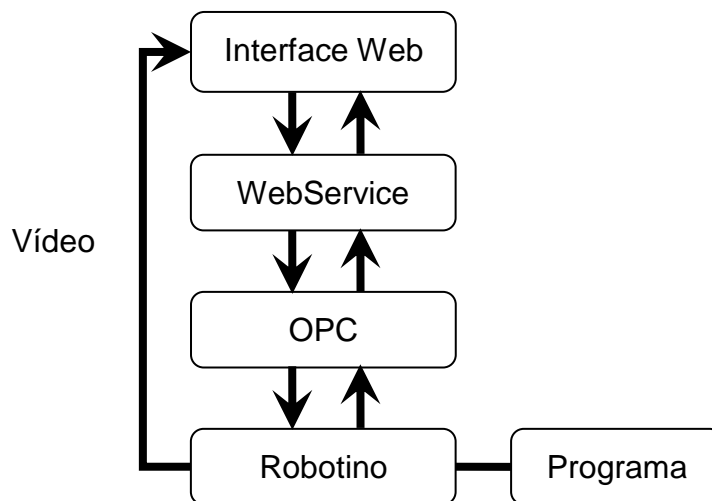 Interface Web
WebService
Vídeo
OPC
Robotino
Programa